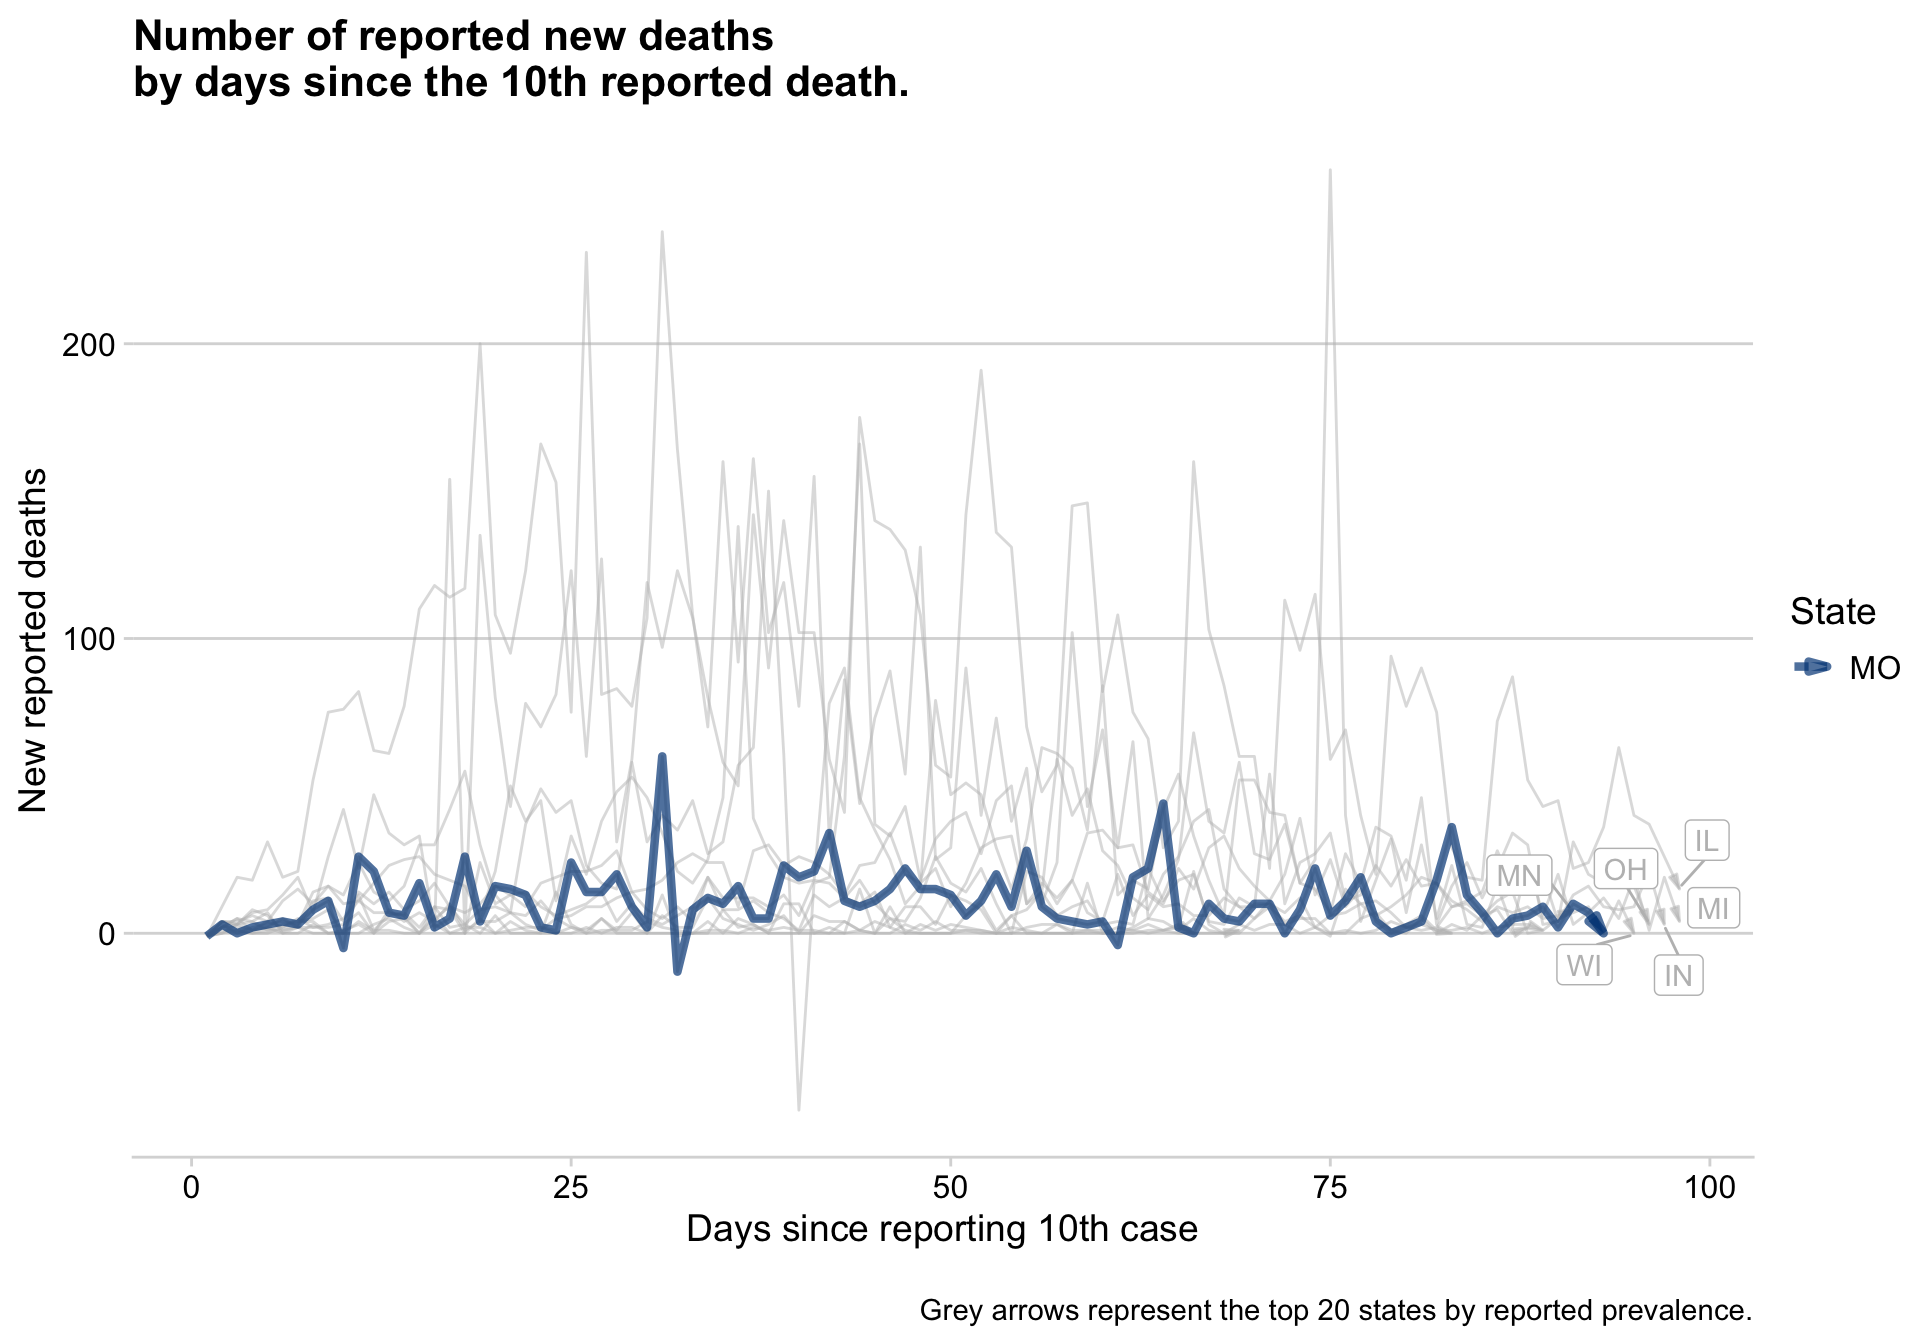 Number of reported new deaths
by days since the 10th reported death.
New reported deaths
200
100
0
0
25
50
75
100
Days since reporting 10th case
MN
OH
IL
MI
WI
IN
State
MO
Grey arrows represent the top 20 states by reported prevalence.